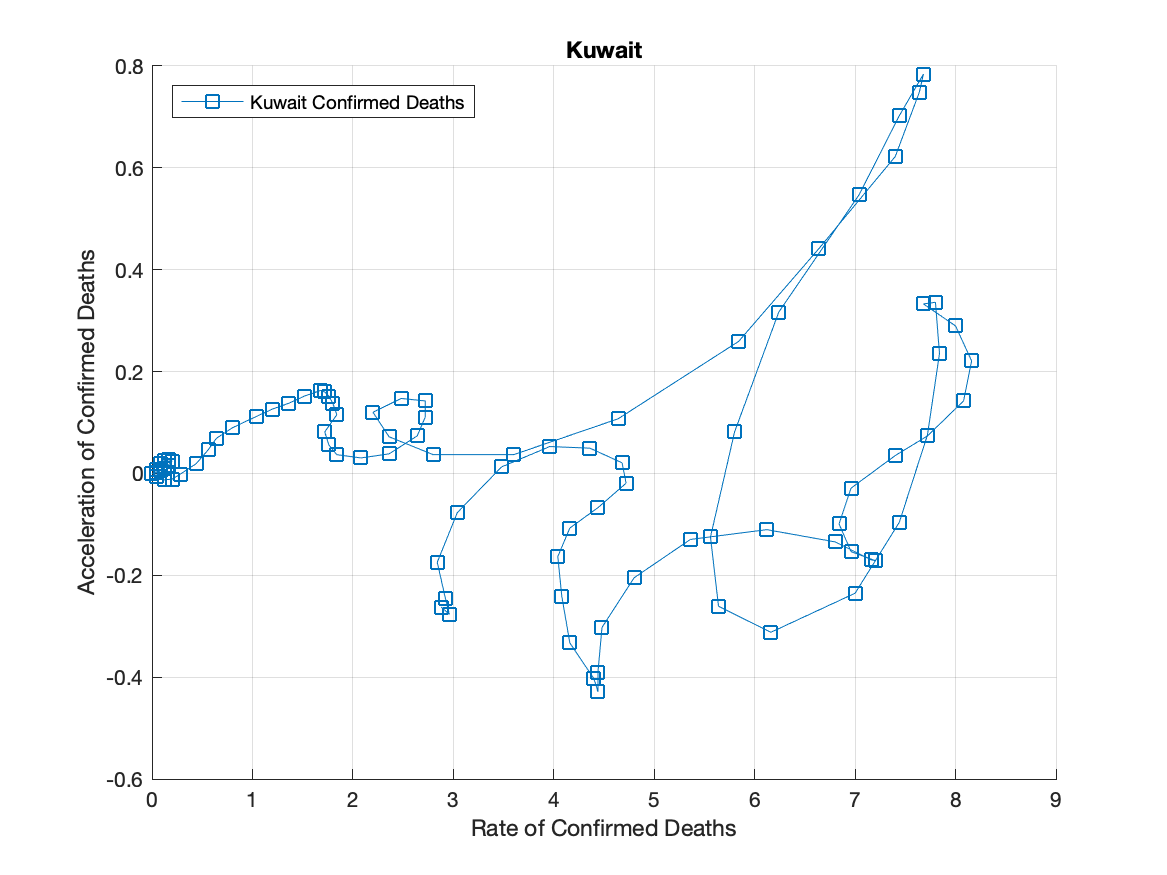 Kuwait
Kuwait Confirmed Deaths
0.8
0.6
0.4
0.2
0
-0.2
-0.4
-0.6
Acceleration of Confirmed Deaths
0 1 2 3 4 5 6 7 8 9
Rate of Confirmed Deaths